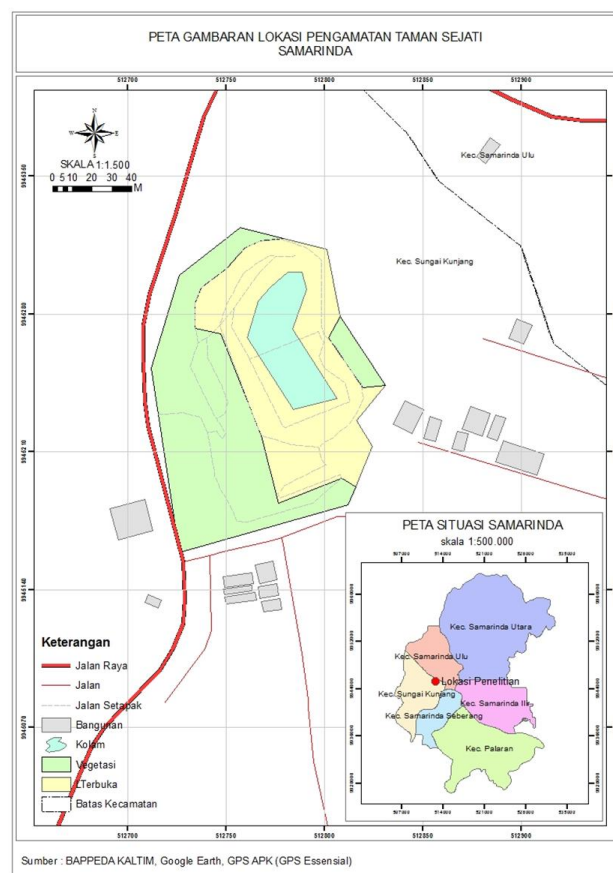 PETA GAMBARAN LOKASI PENGAMATAN TAMAN SEJATI
SAMARINDA
512700 512750 512800 512850 512900
N
W E
S
SKALA 1:1.500
0 5 10 20 30 40 M
Kec. Samarinda Ulu
Kec. Sungai Kunjang
PETA SITUASI SAMARINDA
skala 1:500.000
Kec. Samarinda Utara
Kec. Samarinda Ulu
Lokasi Penelitian
Kec. Sungai Kunjang
Kec. Samarinda Ilir
Kec. Samarinda Seberang
Kec. Palaran
Keterangan
Jalan Raya
Jalan
Jalan Setapak
Bangunan
Kolam
Vegetasi
LTerbuka
Batas Kecamatan
512700 512750 512800 512850 512900
Sumber : BAPPEDA KALTIM, Google Earth, GPS APK (GPS Essensial)